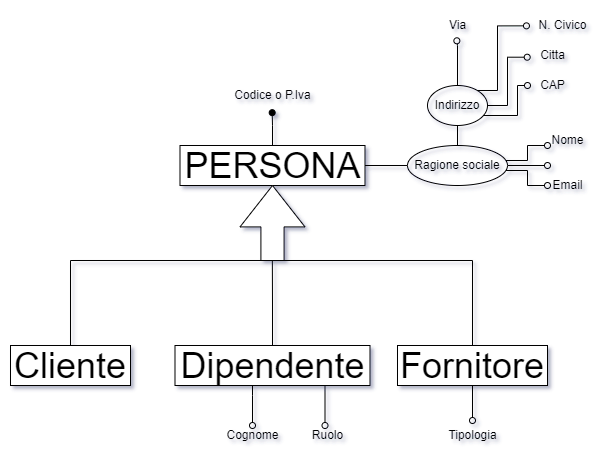 Via
N. Civico
Citta
CAP
Indirizzo
Codice o P.Iva
PERSONA
Ragione sociale
Nome
Email
Cliente
Dipendente
Fornitore
Cognome
Ruolo
Tipologia